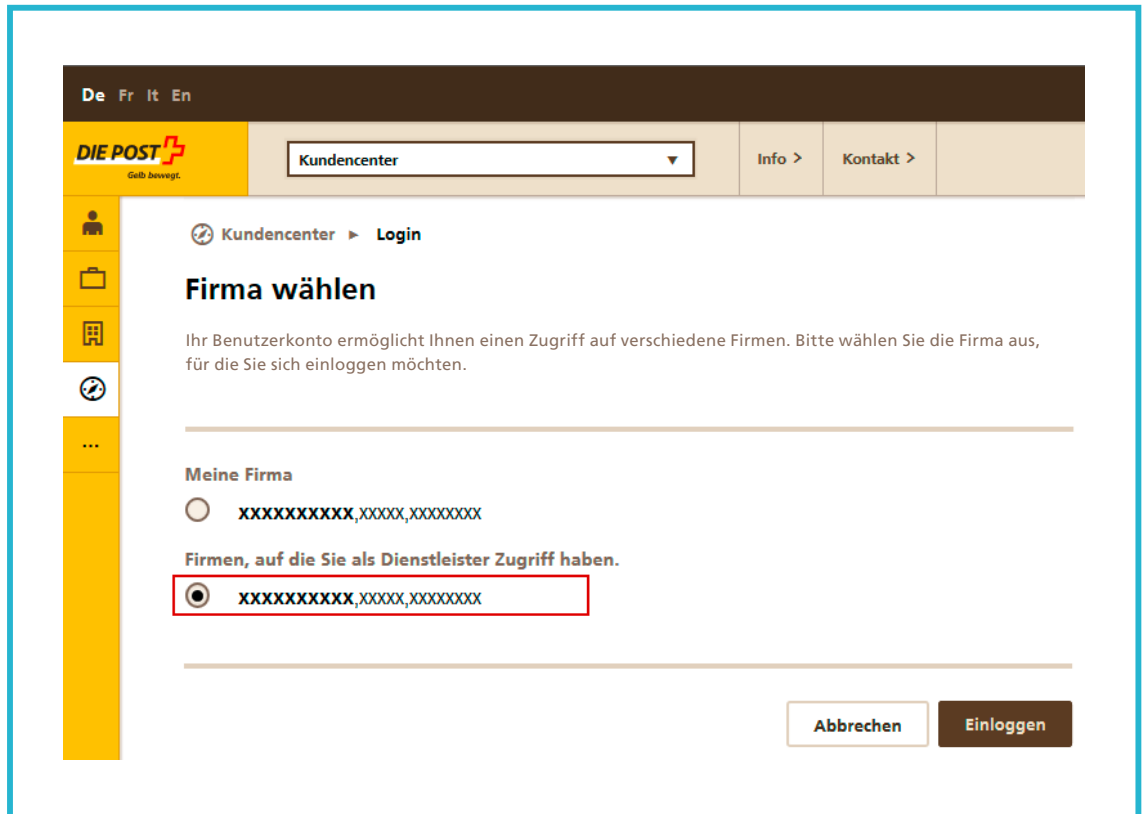 De Fr It En
DIE POST
Gelb bewegt.
Kundencenter
Info >
Kontakt >
Kundencenter ► Login
Firma wählen
Ihr Benutzerkonto ermöglicht Ihnen einen Zugriff auf verschiedene Firmen. Bitte wählen Sie die Firma aus,
für die Sie sich einloggen möchten.
...
Meine Firma
xxxxxxxxxx,xxxxx,xxxxxxxx
Firmen, auf die Sie als Dienstleister Zugriff haben.
xxxxxxxxxx,xxxxx,xxxxxxxx
Abbrechen
Einloggen